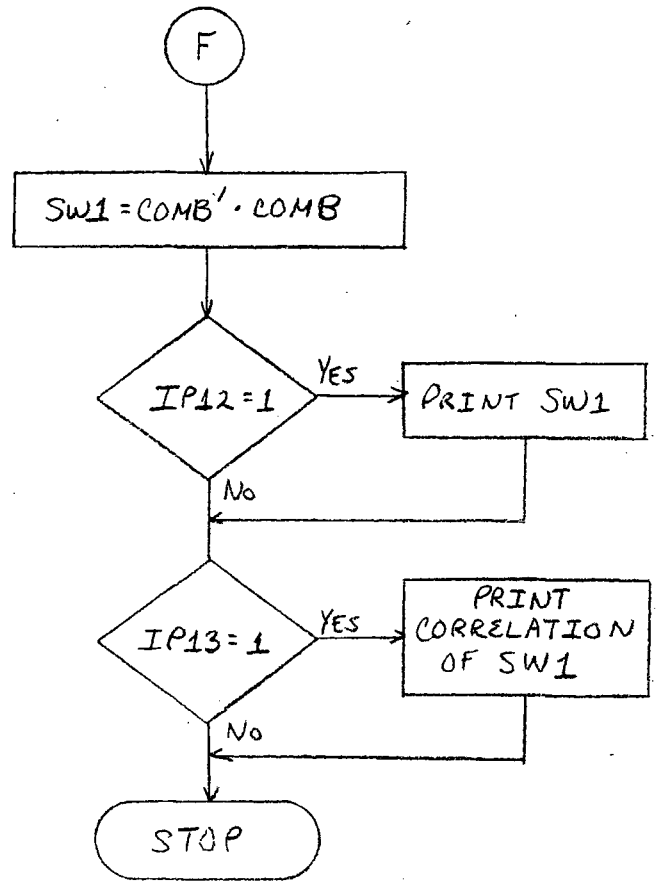 F
SW1 = COMB' · COMB
IP12 = 1
YES
PRINT SW1
No
IP13 = 1
YES
PRINT
CORRELATION
OF SW1
No
STOP